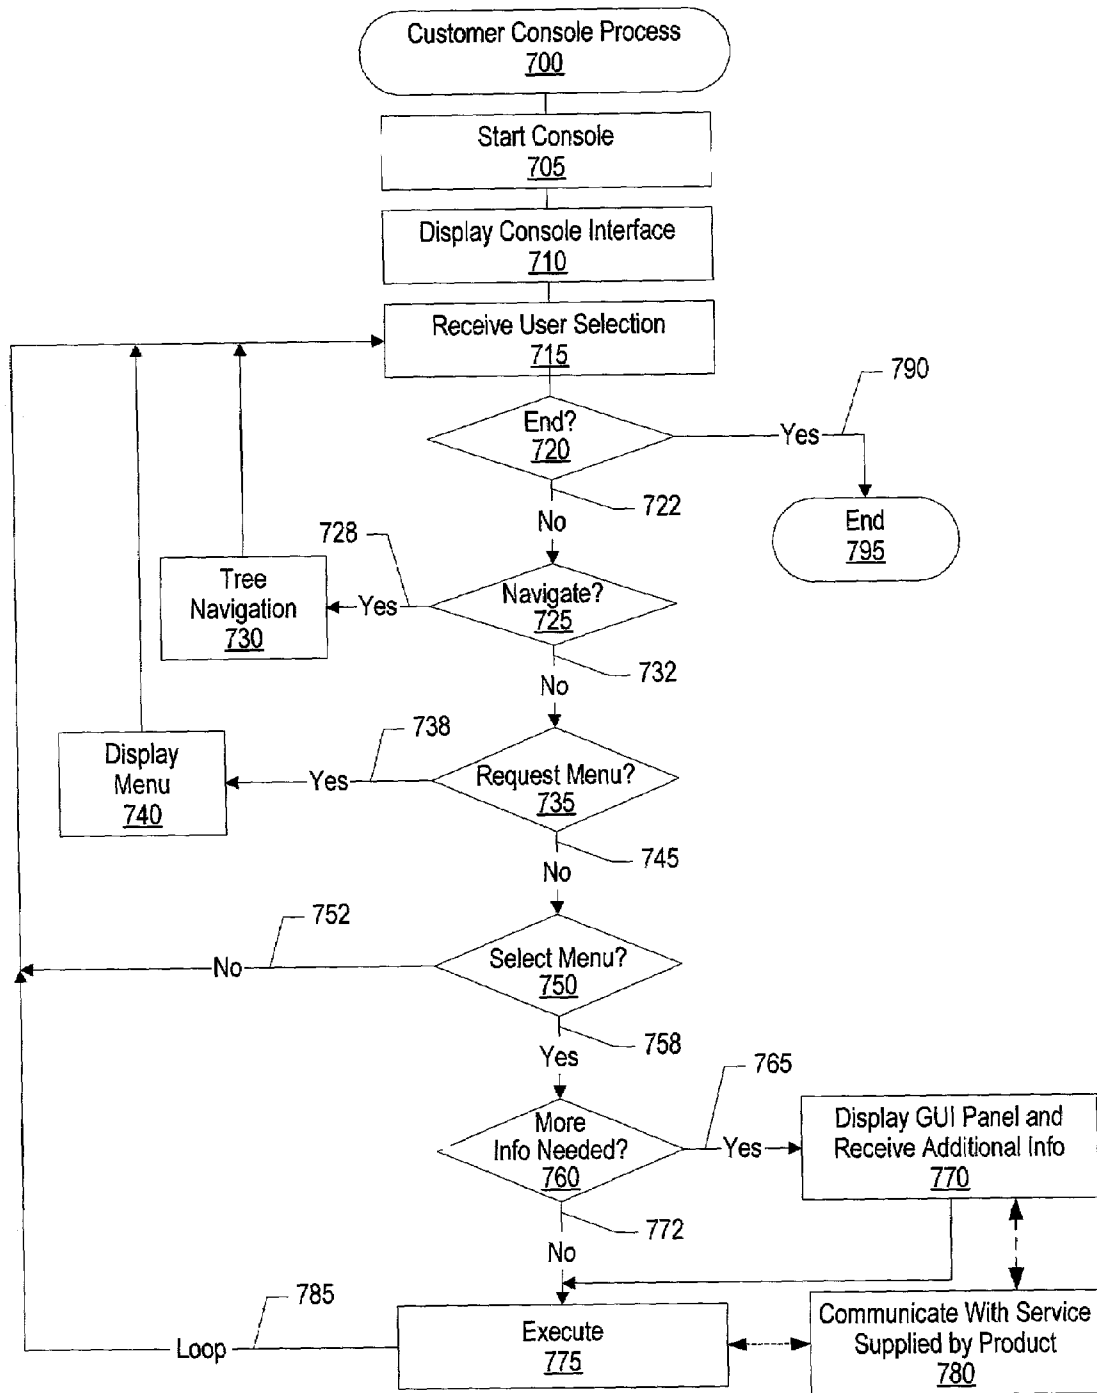 Customer Console Process
700
Start Console
705
Display Console Interface
710
Receive User Selection
715
790
End?
720
Yes
722
No
End
795
728
Tree
Navigation
730
Yes
Navigate?
725
732
No
738
Display
Menu
740
Yes
Request Menu?
735
745
No
752
No
Select Menu?
750
758
Yes
765
More
Info Needed?
760
Yes
Display GUI Panel and
Receive Additional Info
770
772
No
785
Loop
Execute
775
Communicate With Service
Supplied by Product
780